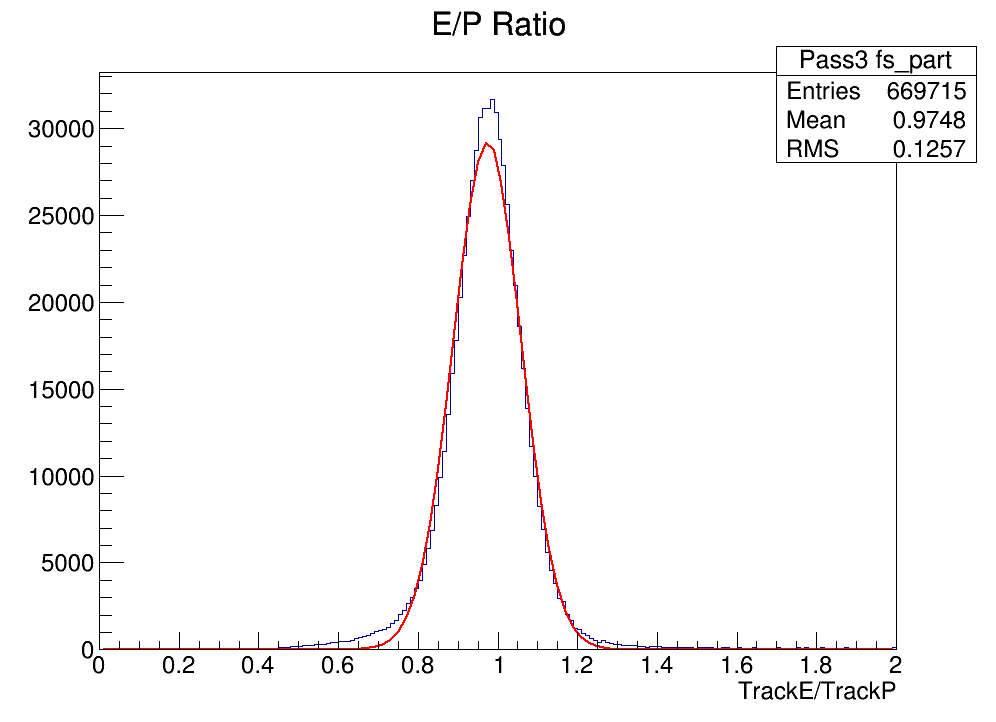 E/P Ratio
Pass3 fs_part
Entries 669715
Mean 0.9748
RMS 0.1257
30000
25000
20000
15000
10000
5000
0
0 0.2 0.4 0.6 0.8 1 1.2 1.4 1.6 1.8 2
TrackE/TrackP